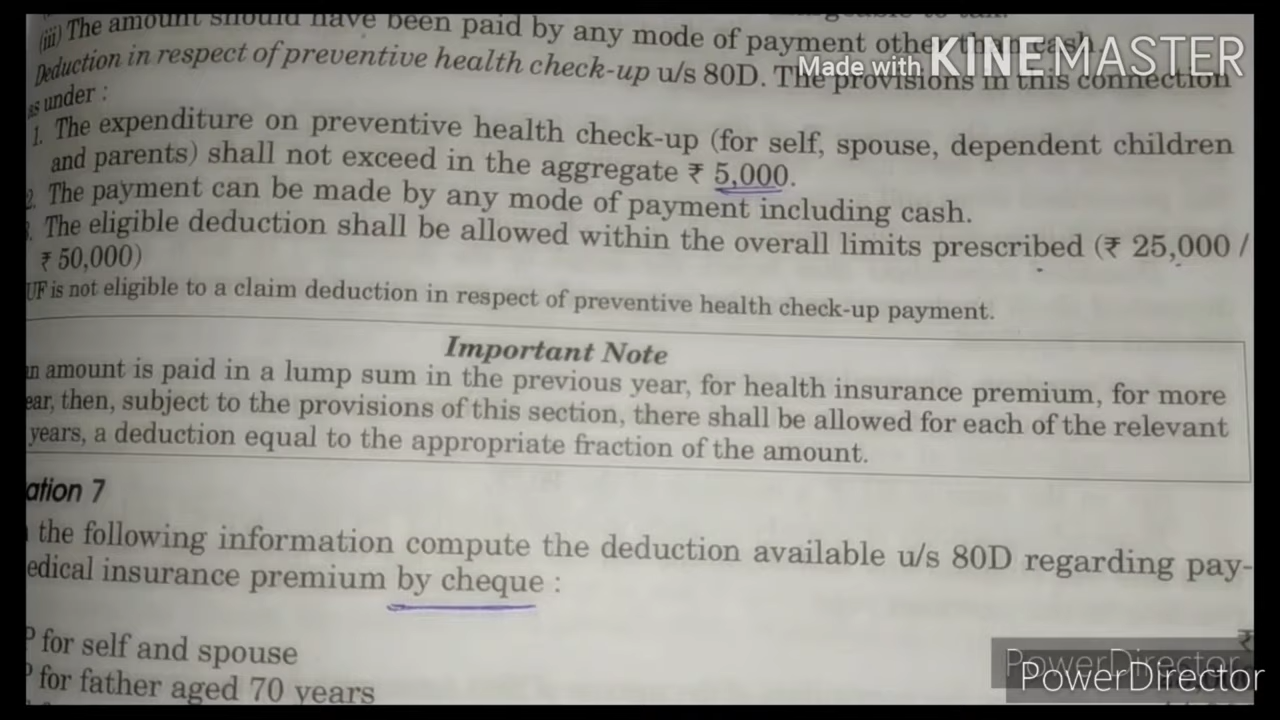 (iii) The amount should have been paid by any mode of payment other than cash.
Made with KINEMASTER
Deduction in respect of preventive health check-up u/s 80D. The provisions in this connection
as under :
1. The expenditure on preventive health check-up (for self, spouse, dependent children
and parents) shall not exceed in the aggregate ₹ 5,000.
2. The payment can be made by any mode of payment including cash.
. The eligible deduction shall be allowed within the overall limits prescribed (₹ 25,000 /
₹ 50,000)
UF is not eligible to a claim deduction in respect of preventive health check-up payment.
Important Note
an amount is paid in a lump sum in the previous year, for health insurance premium, for more
ear, then, subject to the provisions of this section, there shall be allowed for each of the relevant
years, a deduction equal to the appropriate fraction of the amount.
ation 7
the following information compute the deduction available u/s 80D regarding pay-
edical insurance premium by cheque :
₹
P for self and spouse
PowerDirector
P for father aged 70 years
PowerDirector